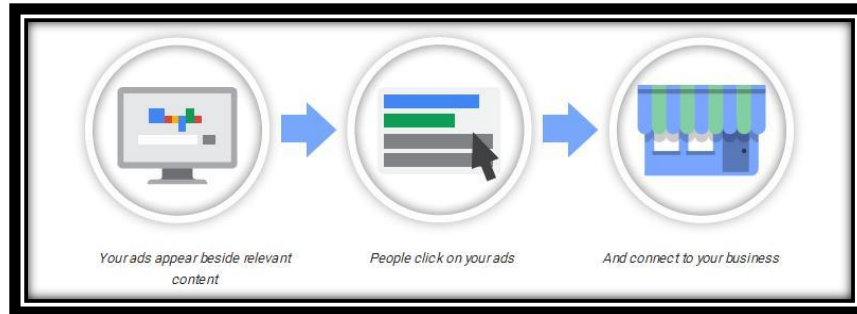 Your ads appear beside relevant
content
People click on your ads
And connect to your business